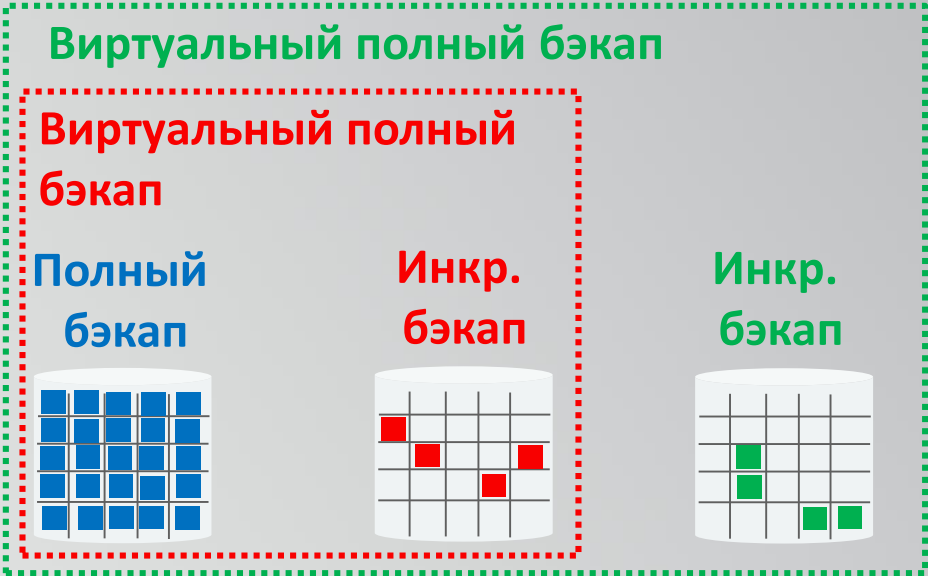 Виртуальный полный бэкап
Виртуальный полный
бэкап
Полный
бэкап
Инкр.
бэкап
Инкр.
бэкап